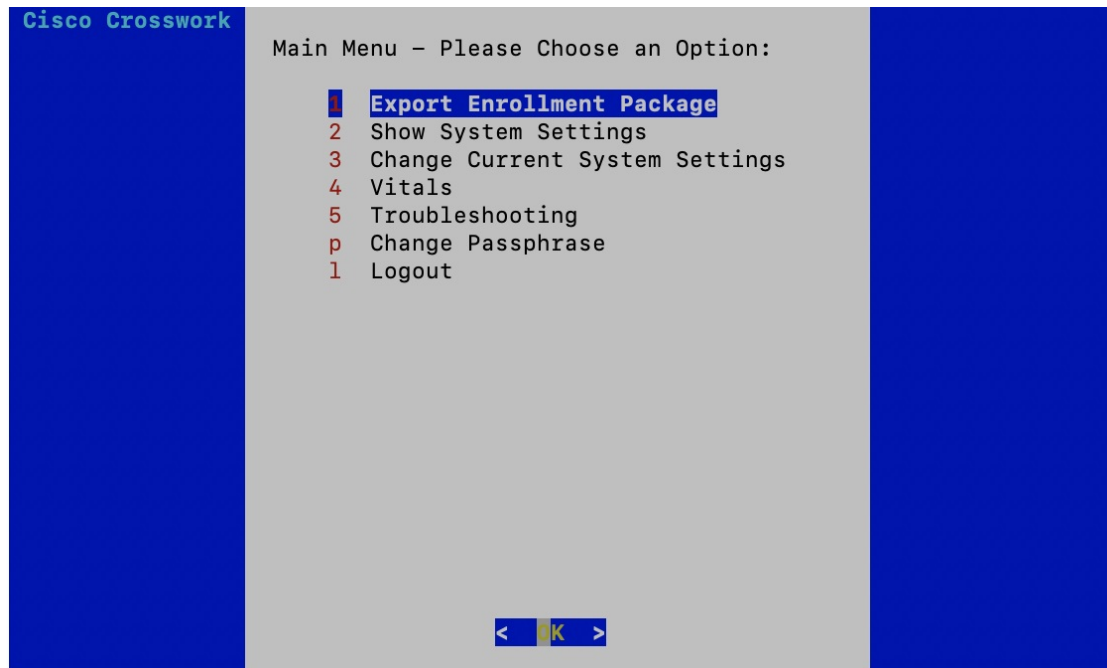 Cisco Crosswork
Main Menu – Please Choose an Option:
1 Export Enrollment Package
2 Show System Settings
3 Change Current System Settings
4 Vitals
5 Troubleshooting
p Change Passphrase
l Logout
< OK >